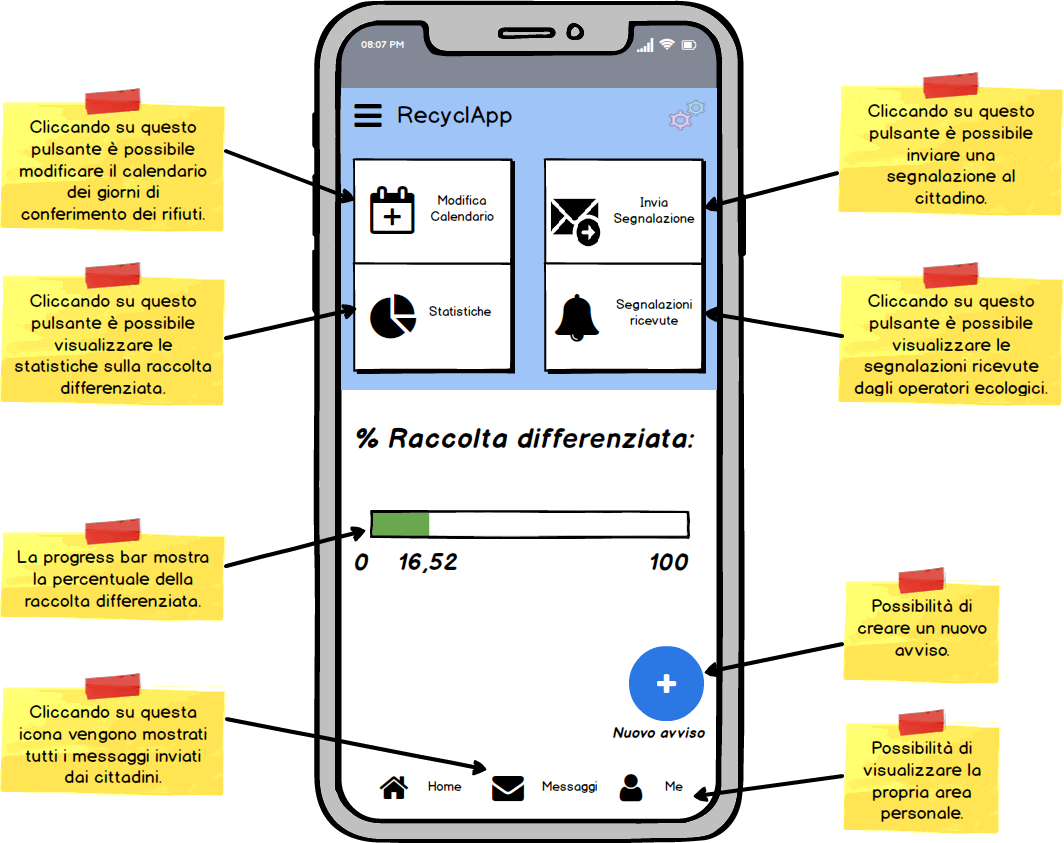 08:07 PM
RecyclApp
Cliccando su questo
pulsante è possibile
modificare il calendario
dei giorni di
conferimento dei rifiuti.
Modifica
Calendario
Invia
Segnalazione
Cliccando su questo
pulsante è possibile
inviare una
segnalazione al
cittadino.
Cliccando su questo
pulsante è possibile
visualizzare le
statistiche sulla raccolta
differenziata.
Statistiche
Segnalazioni
ricevute
Cliccando su questo
pulsante è possibile
visualizzare le
segnalazioni ricevute
dagli operatori ecologici.
% Raccolta differenziata:
La progress bar mostra
la percentuale della
raccolta differenziata.
0 16,52 100
Possibilità di
creare un nuovo
avviso.
Nuovo avviso
Cliccando su questa
icona vengono mostrati
tutti i messaggi inviati
dai cittadini.
Home Messaggi Me
Possibilità di
visualizzare la
propria area
personale.